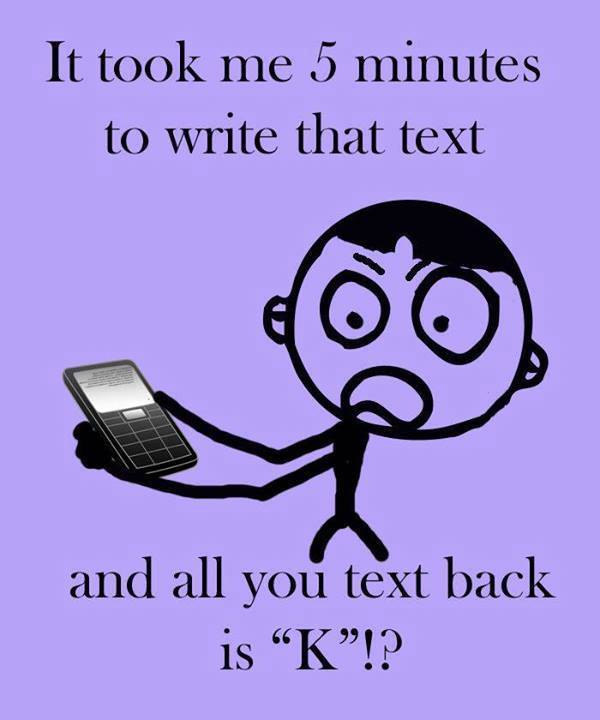 It took me 5 minutes
to write that text
and all you text back
is “K”!?